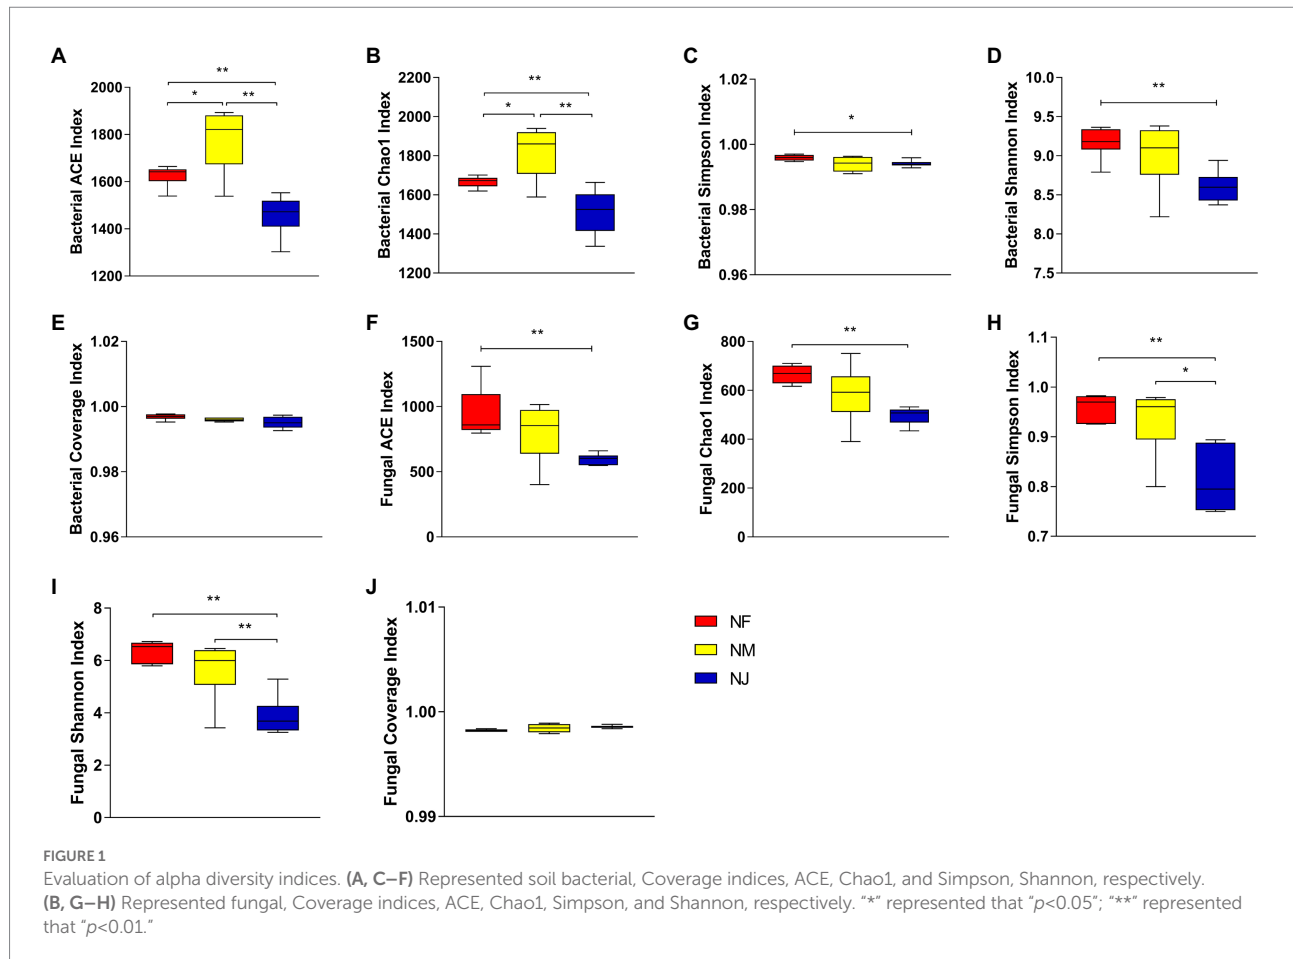 A
Bacterial ACE Index
2000
1800
1600
1400
1200
**
*
**
B
Bacterial Chao1 Index
2200
2000
1800
1600
1400
1200
**
*
**
C
Bacterial Simpson Index
1.02
1.00
0.98
0.96
*
D
Bacterial Shannon Index
10.0
9.5
9.0
8.5
8.0
7.5
**
E
Bacterial Coverage Index
1.02
1.00
0.98
0.96
F
Fungal ACE Index
1500
1000
500
0
**
G
Fungal Chao1 Index
800
600
400
200
0
**
H
Fungal Simpson Index
1.1
1.0
0.9
0.8
0.7
**
*
I
Fungal Shannon Index
8
6
4
2
0
**
**
J
Fungal Coverage Index
1.01
1.00
0.99
NF
NM
NJ
FIGURE 1
Evaluation of alpha diversity indices. (A, C–F) Represented soil bacterial, Coverage indices, ACE, Chao1, and Simpson, Shannon, respectively.
(B, G–H) Represented fungal, Coverage indices, ACE, Chao1, Simpson, and Shannon, respectively. “*” represented that “p<0.05”; “**” represented
that “p<0.01.”